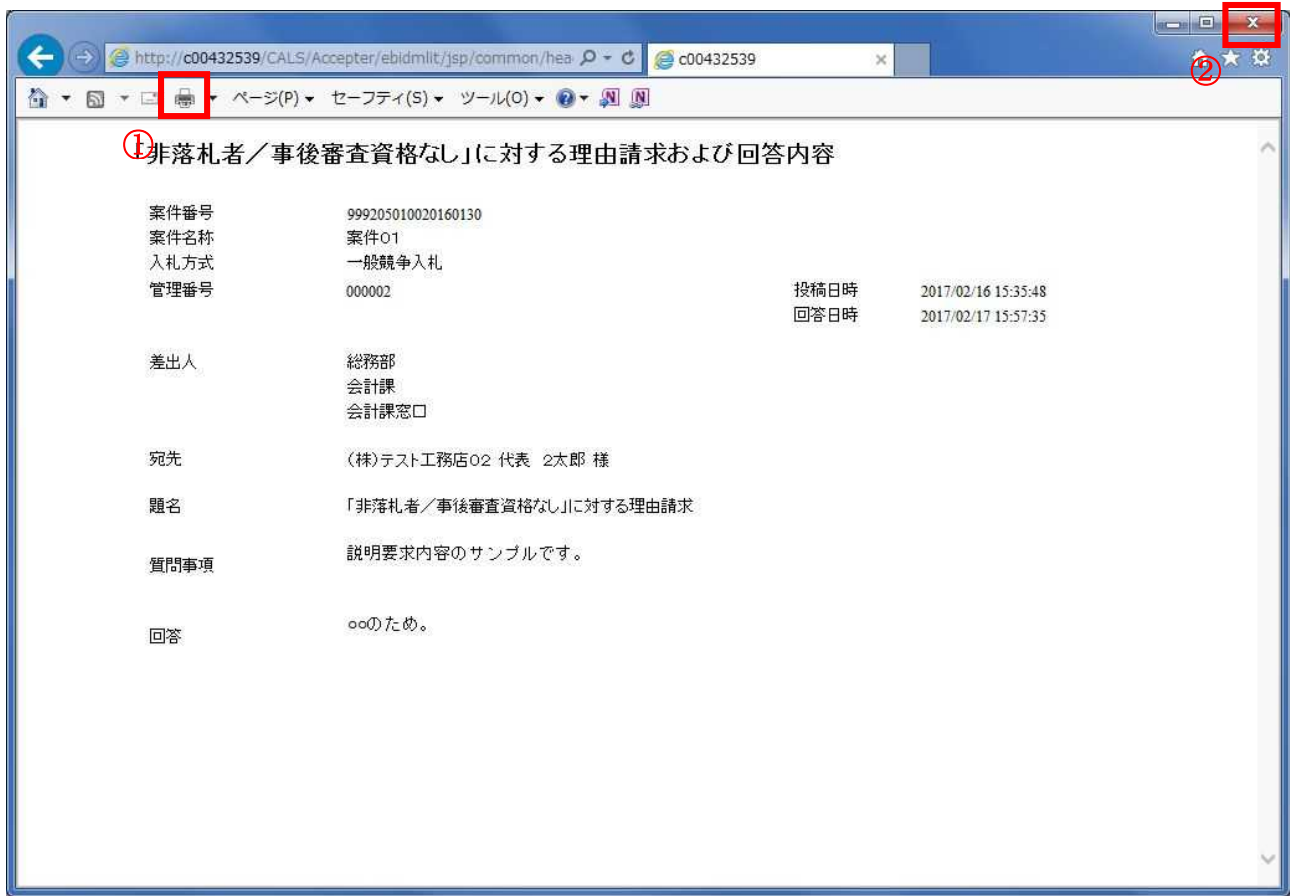 x
②
http://c00432539/CALS/Accepter/ebidmlit/jsp/common/hea
c00432539
ページ(P) セーフティ(S) ツール(O)
①
「非落札者／事後審査資格なし」に対する理由請求および回答内容
案件番号 999205010020160130
案件名称 案件01
入札方式 一般競争入札
管理番号 000002 投稿日時 2017/02/16 15:35:48
回答日時 2017/02/17 15:57:35
差出人 総務部
会計課
会計課窓口
宛先 （株）テスト工務店02 代表　2太郎 様
題名 「非落札者／事後審査資格なし」に対する理由請求
質問事項 説明要求内容のサンプルです。
回答 ○○のため。